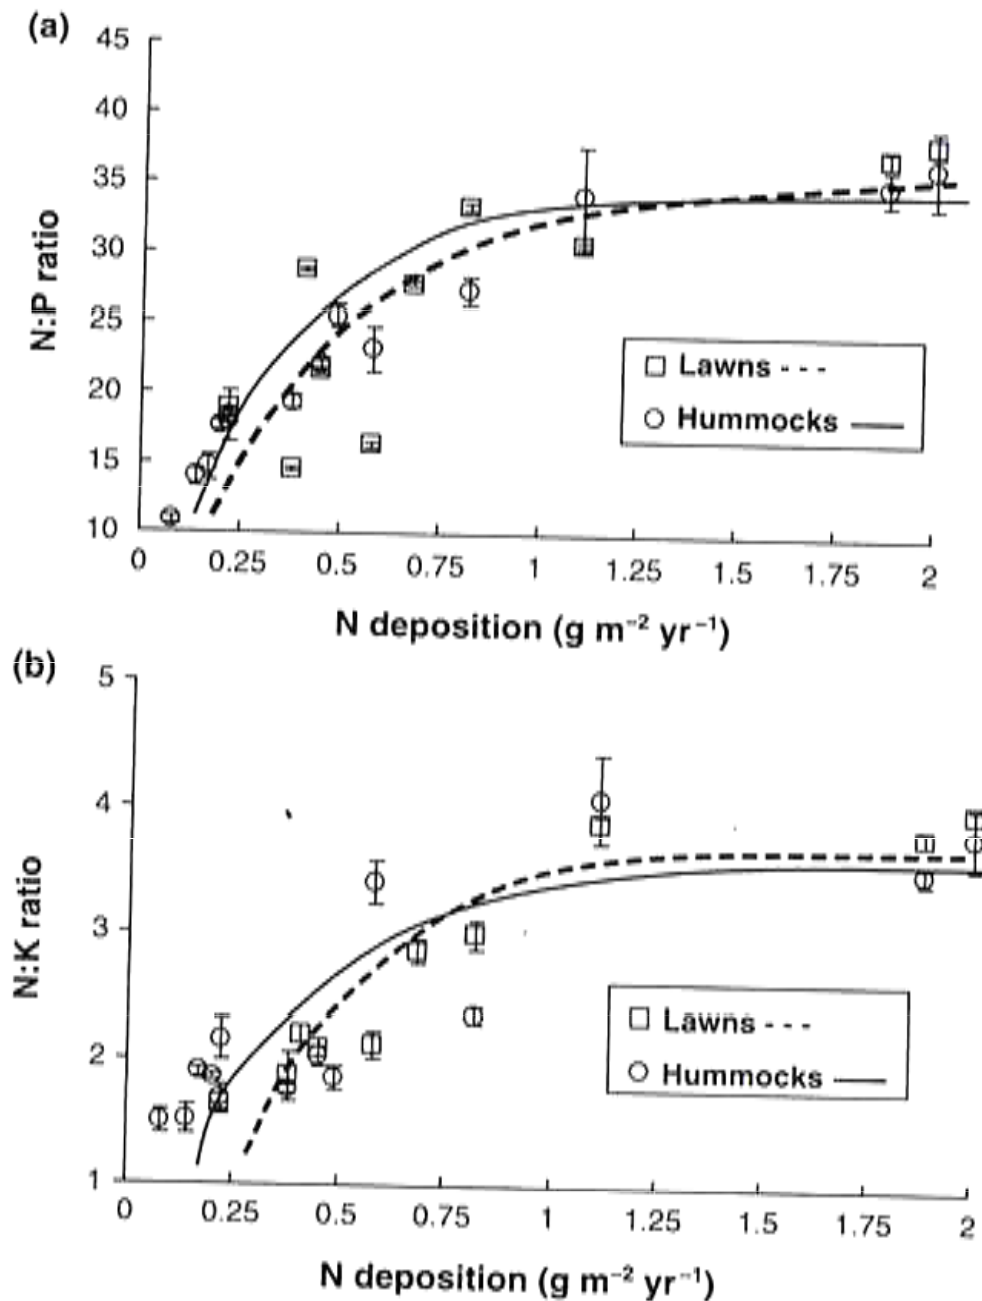 (a)
45
40
35
30
25
20
15
10
N:P ratio
Lawns
Hummocks
0 0.25 0.5 0.75 1 1.25 1.5 1.75 2
N deposition (g m⁻² yr⁻¹)
(b)
5
4
3
2
1
N:K ratio
Lawns
Hummocks
0 0.25 0.5 0.75 1 1.25 1.5 1.75 2
N deposition (g m⁻² yr⁻¹)